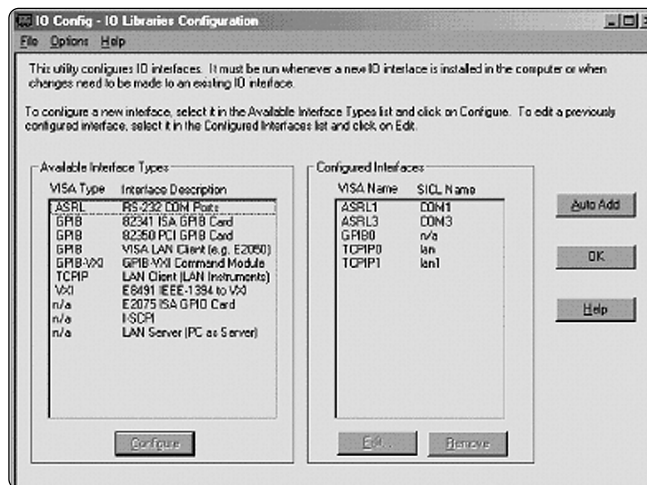 IO Config - IO Libraries Configuration
File Options Help
This utility configures IO interfaces. It must be run whenever a new IO interface is installed in the computer or when
changes need to be made to an existing IO interface.
To configure a new interface, select it in the Available Interface Types list and click on Configure. To edit a previously
configured interface, select it in the Configured Interfaces list and click on Edit.
Available Interface Types
VISA Type Interface Description
ASRL RS-232 COM Ports
GPIB 82341 ISA GPIB Card
GPIB 82350 PCI GPIB Card
GPIB VISA LAN Client (e.g. E2050)
GPIB-VXI GPIB-VXI Command Module
TCPIP LAN Client (LAN Instruments)
VXI E8491 IEEE-1394 to VXI
n/a E2075 ISA GPIO Card
n/a I-SCPI
n/a LAN Server (PC as Server)
Configure
Configured Interfaces
VISA Name SICL Name
ASRL1 COM1
ASRL3 COM3
GPIB0 n/a
TCPIP0 lan
TCPIP1 lan1
Edit... Remove
Auto Add
OK
Help